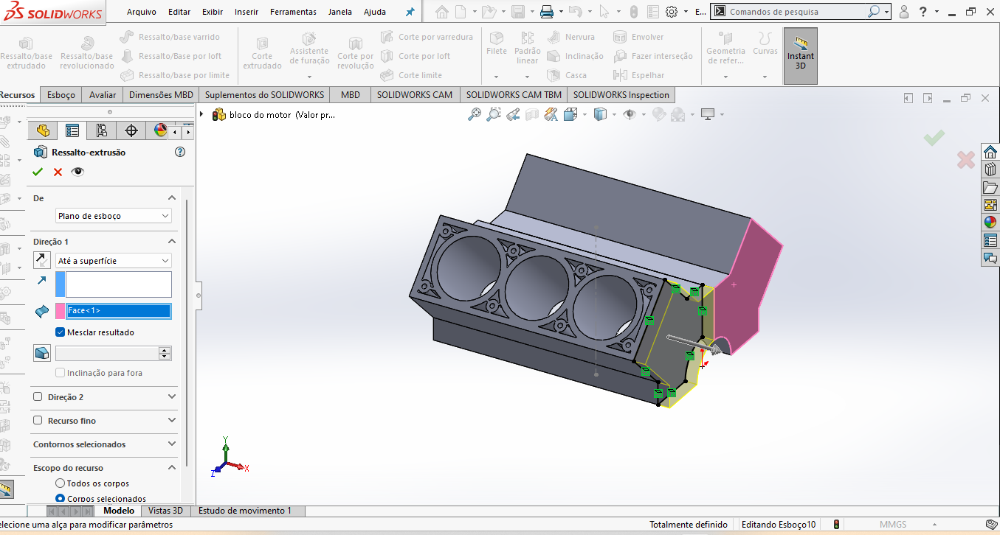 SOLIDWORKS
Arquivo Editar Exibir Inserir Ferramentas Janela Ajuda
E...
Comandos de pesquisa
?
Ressalto/base extrudado
Ressalto/base revolucionado
Ressalto/base varrido
Ressalto/Base por loft
Ressalto/base por limite
Corte extrudado
Assistente de furação
Corte por revolução
Corte por varredura
Corte por loft
Corte limite
Filete
Padrão linear
Nervura
Inclinação
Casca
Envolver
Fazer interseção
Espelhar
Geometria de refer...
Curvas
Instant 3D
Recursos Esboço Avaliar Dimensões MBD Suplementos do SOLIDWORKS MBD SOLIDWORKS CAM SOLIDWORKS CAM TBM SOLIDWORKS Inspection
bloco do motor (Valor pr...
Ressalto-extrusão
De
Plano de esboço
Direção 1
Até a superfície
Face<1>
Mesclar resultado
Inclinação para fora
Direção 2
Recurso fino
Contornos selecionados
Escopo do recurso
Todos os corpos
Corpos selecionados
Y
X
Z
Modelo Vistas 3D Estudo de movimento 1
elecione uma alça para modificar parâmetros
Totalmente definido Editando Esboço10 MMGS